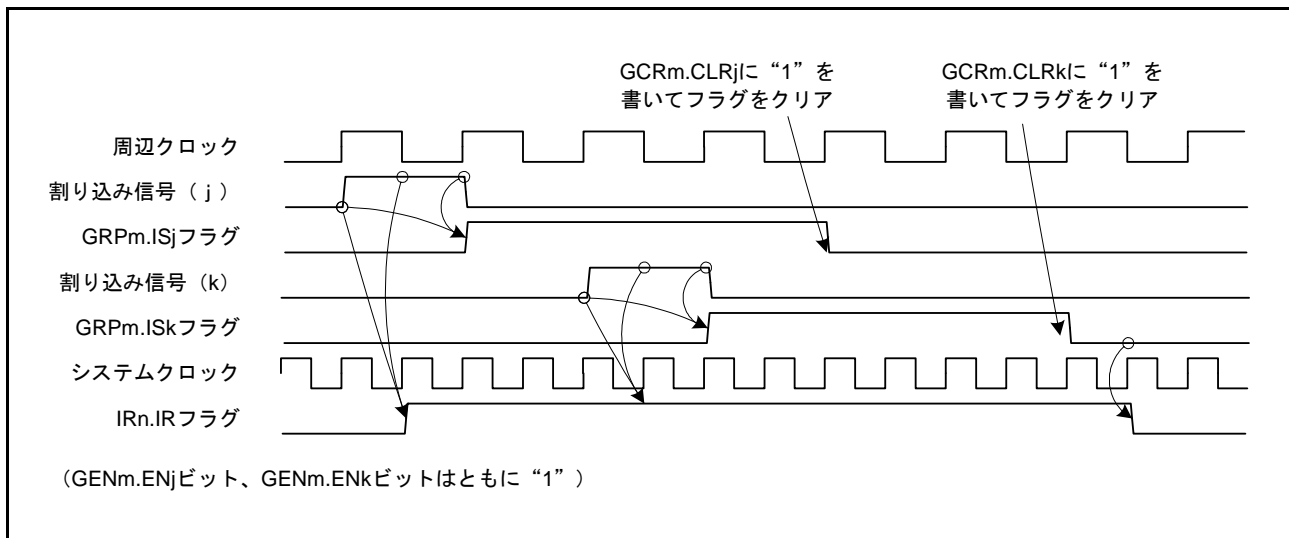 GCRm.CLRjに“1”を
書いてフラグをクリア
GCRm.CLRkに“1”を
書いてフラグをクリア
周辺クロック
割り込み信号（ j ）
GRPm.ISjフラグ
割り込み信号（k）
GRPm.ISkフラグ
システムクロック
IRn.IRフラグ
（GENm.ENjビット、GENm.ENkビットはともに“1”）